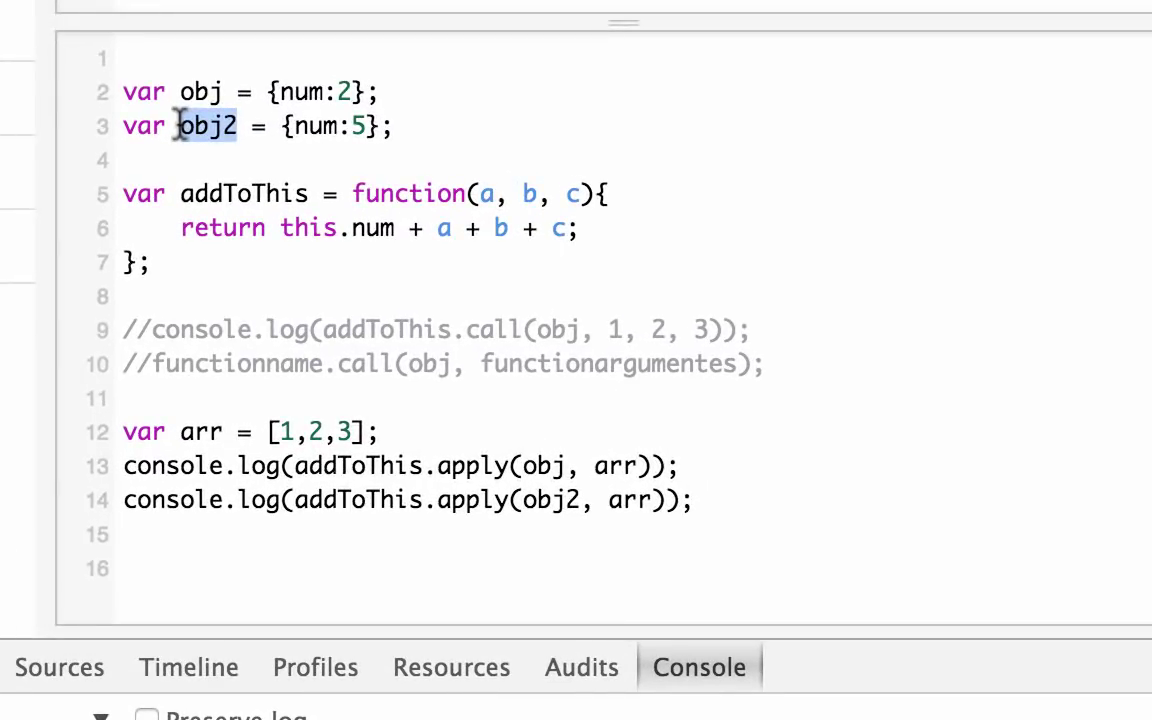 1
2 var obj = {num:2};
3 var obj2 = {num:5};
4
5 var addToThis = function(a, b, c){
6 return this.num + a + b + c;
7 };
8
9 //console.log(addToThis.call(obj, 1, 2, 3));
10 //functionname.call(obj, functionargumentes);
11
12 var arr = [1,2,3];
13 console.log(addToThis.apply(obj, arr));
14 console.log(addToThis.apply(obj2, arr));
15
16
Sources Timeline Profiles Resources Audits Console
Preserve log